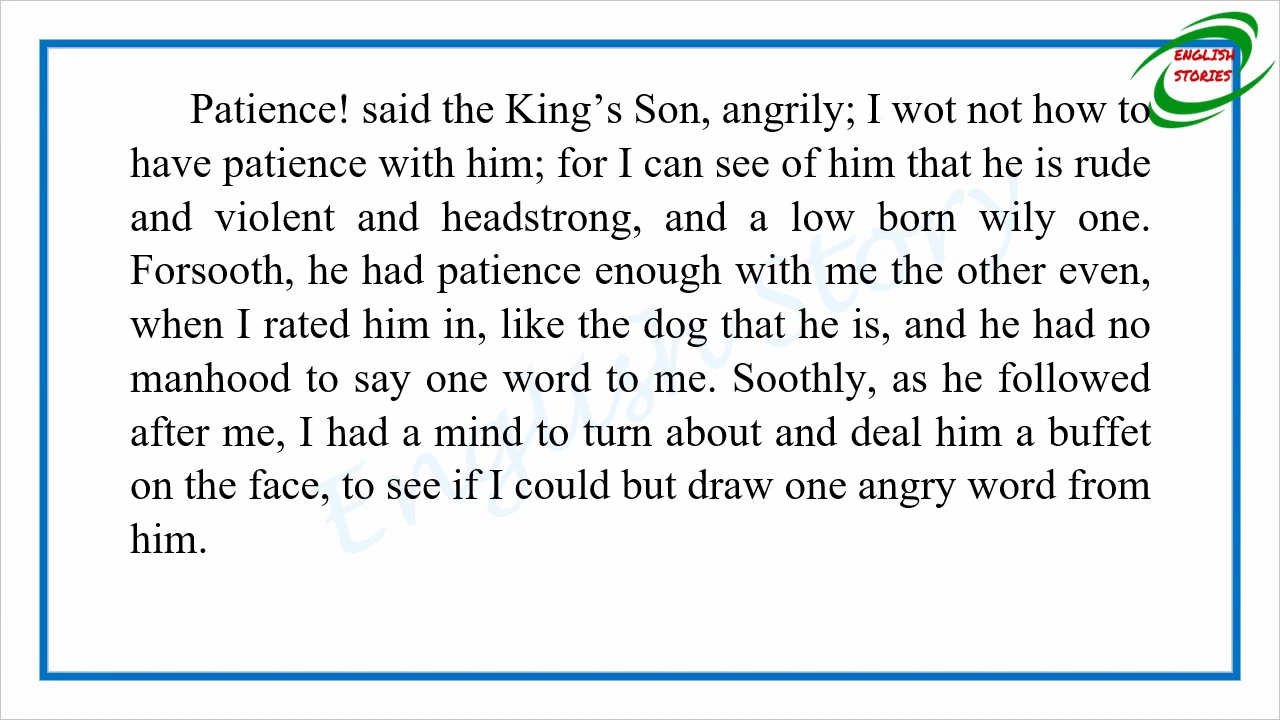 ENGLISH
STORIES
Patience! said the King’s Son, angrily; I wot not how to
have patience with him; for I can see of him that he is rude
and violent and headstrong, and a low born wily one.
Forsooth, he had patience enough with me the other even,
when I rated him in, like the dog that he is, and he had no
manhood to say one word to me. Soothly, as he followed
after me, I had a mind to turn about and deal him a buffet
on the face, to see if I could but draw one angry word from
him.
English Story